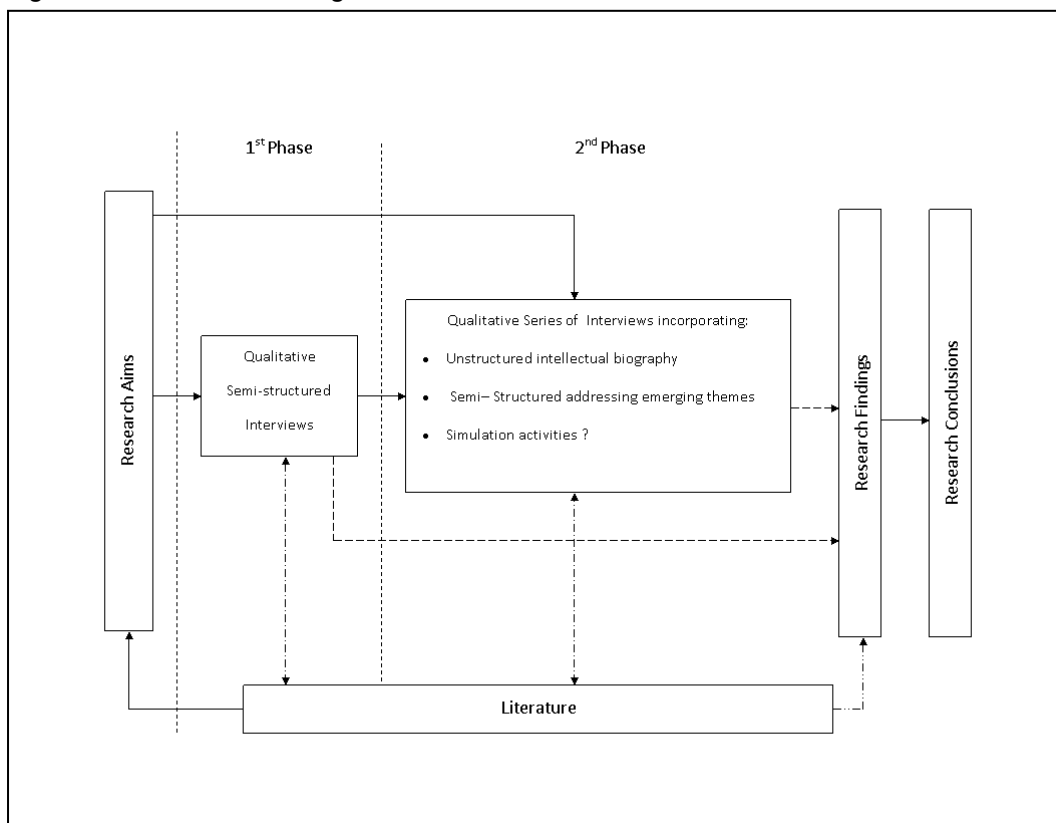 1st Phase
2nd Phase
Research Aims
Qualitative
Semi-structured
Interviews
Qualitative Series of Interviews incorporating:
• Unstructured intellectual biography
• Semi– Structured addressing emerging themes
• Simulation activities ?
Research Findings
Research Conclusions
Literature